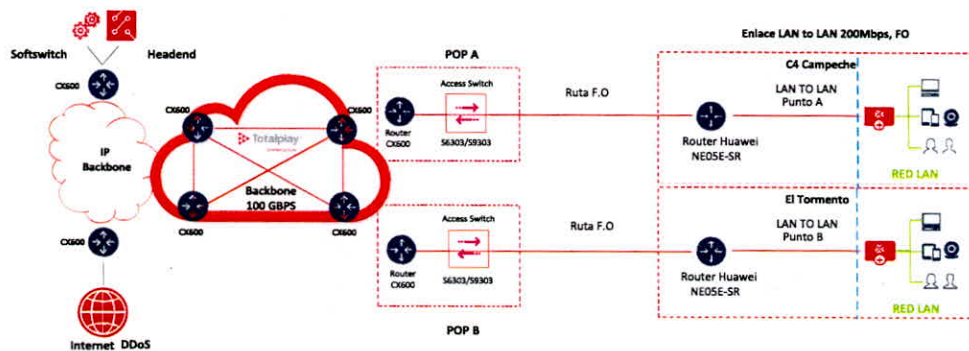 Softswitch
Headend
CX600
IP
Backbone
CX600
Internet DDoS
CX600
CX600
Totalplay
Backbone
100 GBPS
CX600
CX600
POP A
Access Switch
Router
CX600
S6303/S9303
Ruta F.O
Access Switch
Router
CX600
S6303/S9303
POP B
Ruta F.O
Enlace LAN to LAN 200Mbps, FO
C4 Campeche
LAN TO LAN
Punto A
Router Huawei
NE05E-SR
RED LAN
El Tormento
LAN TO LAN
Punto B
Router Huawei
NE05E-SR
RED LAN